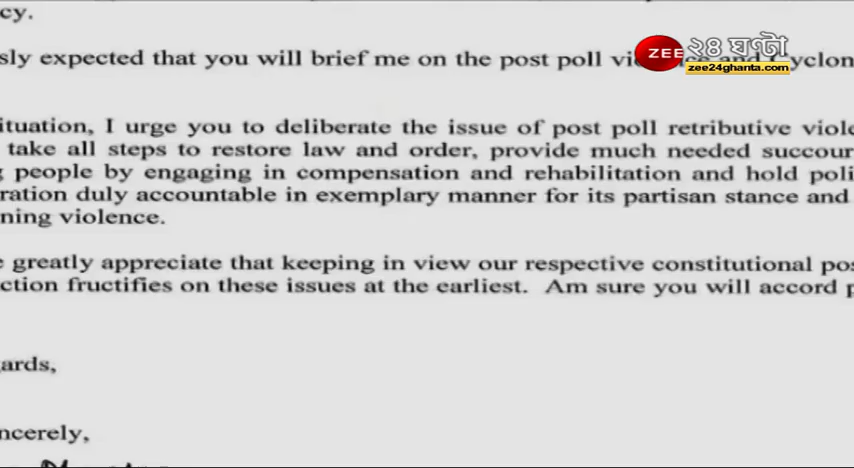 cy.
sly expected that you will brief me on the post poll and Cyclon
ituation, I urge you to deliberate the issue of post poll retributive viole
take all steps to restore law and order, provide much needed succour
g people by engaging in compensation and rehabilitation and hold poli
ration duly accountable in exemplary manner for its partisan stance and
ning violence.
e greatly appreciate that keeping in view our respective constitutional pos
ction fructifies on these issues at the earliest. Am sure you will accord p
ards,
ncerely,
ZEE ২৪ ঘণ্টা
zee24ghanta.com